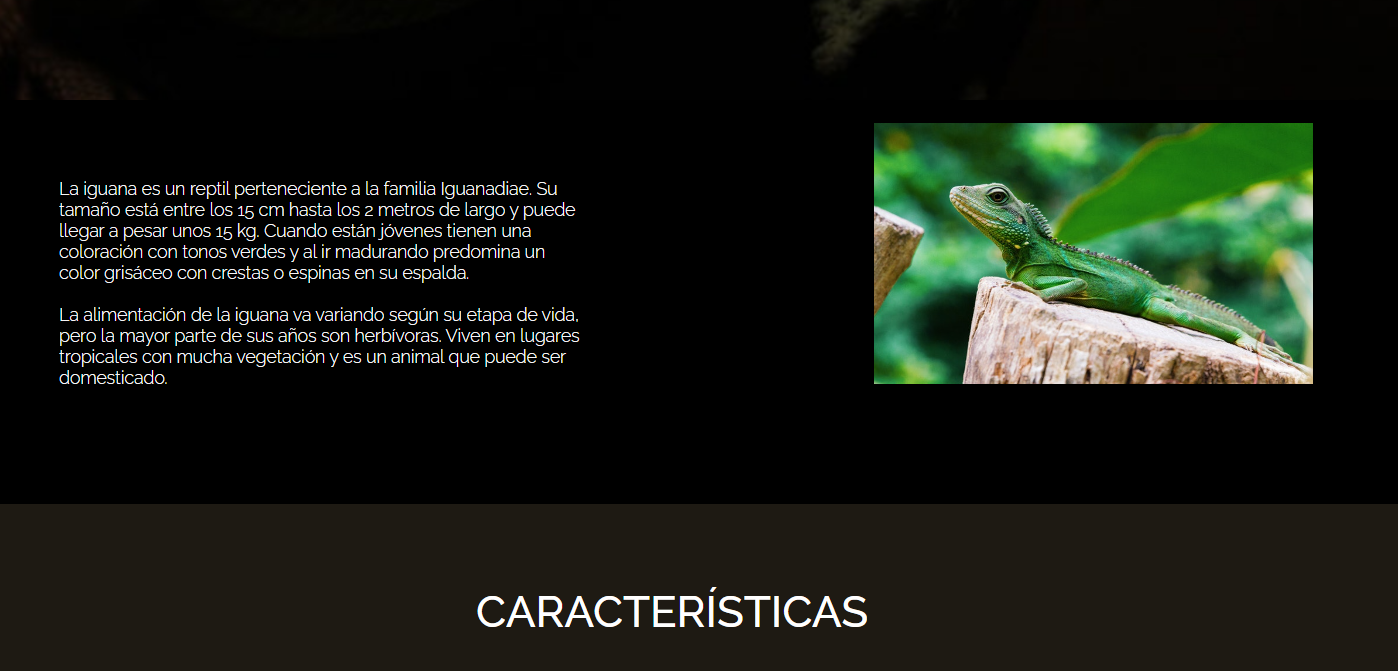 La iguana es un reptil perteneciente a la familia Iguanadiae. Su
tamaño está entre los 15 cm hasta los 2 metros de largo y puede
llegar a pesar unos 15 kg. Cuando están jóvenes tienen una
coloración con tonos verdes y al ir madurando predomina un
color grisáceo con crestas o espinas en su espalda.
La alimentación de la iguana va variando según su etapa de vida,
pero la mayor parte de sus años son herbívoras. Viven en lugares
tropicales con mucha vegetación y es un animal que puede ser
domesticado.
CARACTERÍSTICAS